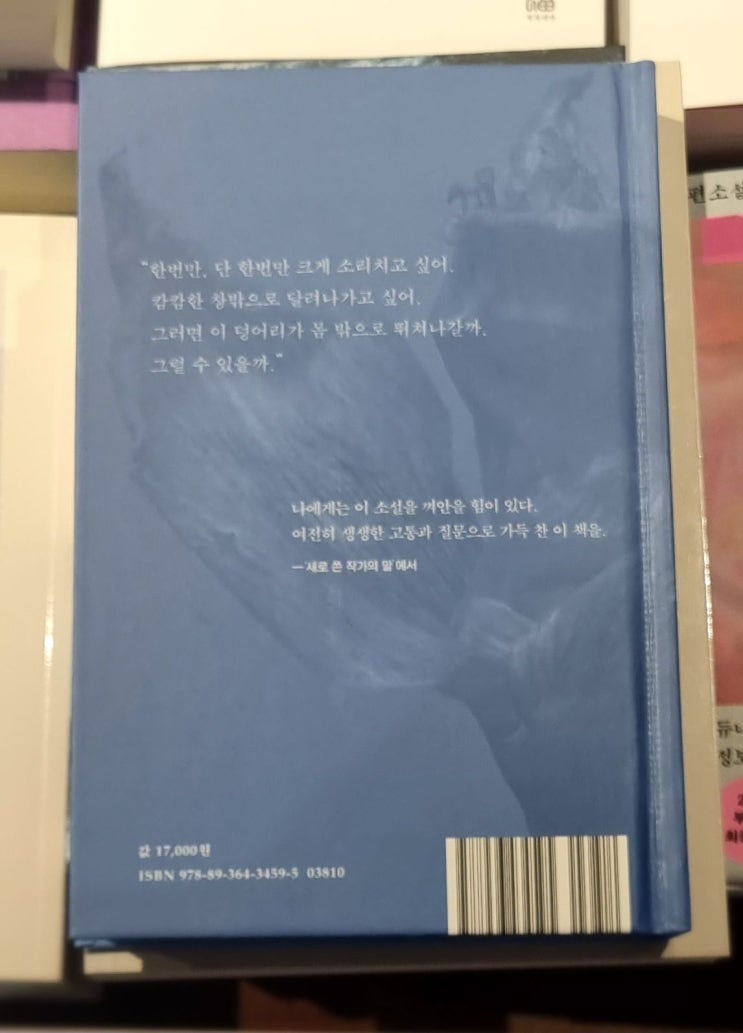 편소설
“한번만, 단 한번만 크게 소리치고 싶어.
캄캄한 창밖으로 달려나가고 싶어.
그러면 이 덩어리가 몸 밖으로 뛰쳐나갈까.
그럴 수 있을까.“
나에게는 이 소설을 껴안을 힘이 있다.
여전히 생생한 고통과 질문으로 가득 찬 이 책을.
—‘새로 쓴 작가의 말’에서
값 17,000원
ISBN 978-89-364-3459-5 03810